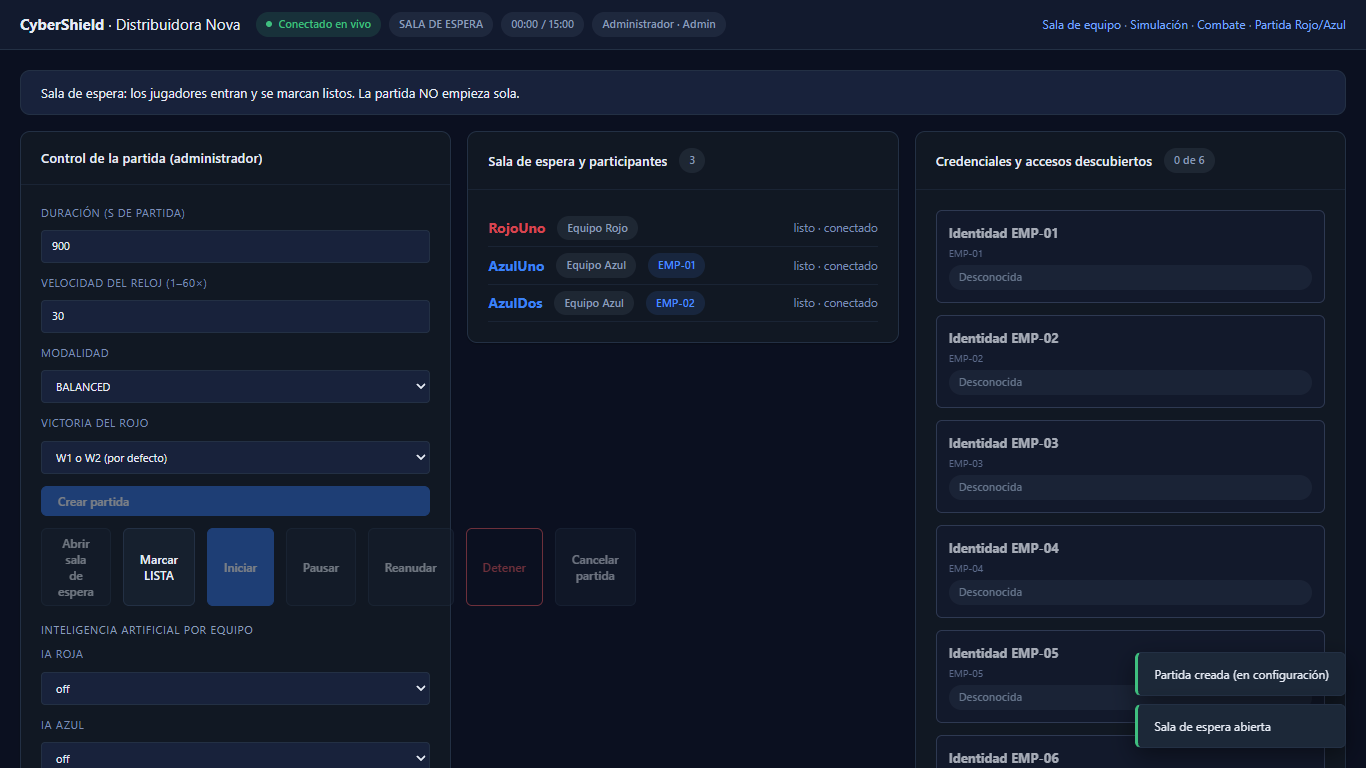 CyberShield · Distribuidora Nova
Conectado en vivo
SALA DE ESPERA
00:00 / 15:00
Administrador · Admin
Sala de equipo · Simulación · Combate · Partida Rojo/Azul
Sala de espera: los jugadores entran y se marcan listos. La partida NO empieza sola.
Control de la partida (administrador)
DURACIÓN (S DE PARTIDA)
900
VELOCIDAD DEL RELOJ (1–60×)
30
MODALIDAD
BALANCED
VICTORIA DEL ROJO
W1 o W2 (por defecto)
Crear partida
Abrir
sala
de
espera
Marcar
LISTA
Iniciar
Pausar
Reanudar
Detener
Cancelar
partida
INTELIGENCIA ARTIFICIAL POR EQUIPO
IA ROJA
off
IA AZUL
off
Sala de espera y participantes 3
RojoUno Equipo Rojo listo · conectado
AzulUno Equipo Azul EMP-01 listo · conectado
AzulDos Equipo Azul EMP-02 listo · conectado
Credenciales y accesos descubiertos 0 de 6
Identidad EMP-01
EMP-01
Desconocida
Identidad EMP-02
EMP-02
Desconocida
Identidad EMP-03
EMP-03
Desconocida
Identidad EMP-04
EMP-04
Desconocida
Identidad EMP-05
EMP-05
Desconocida
Identidad EMP-06
Partida creada (en configuración)
Sala de espera abierta